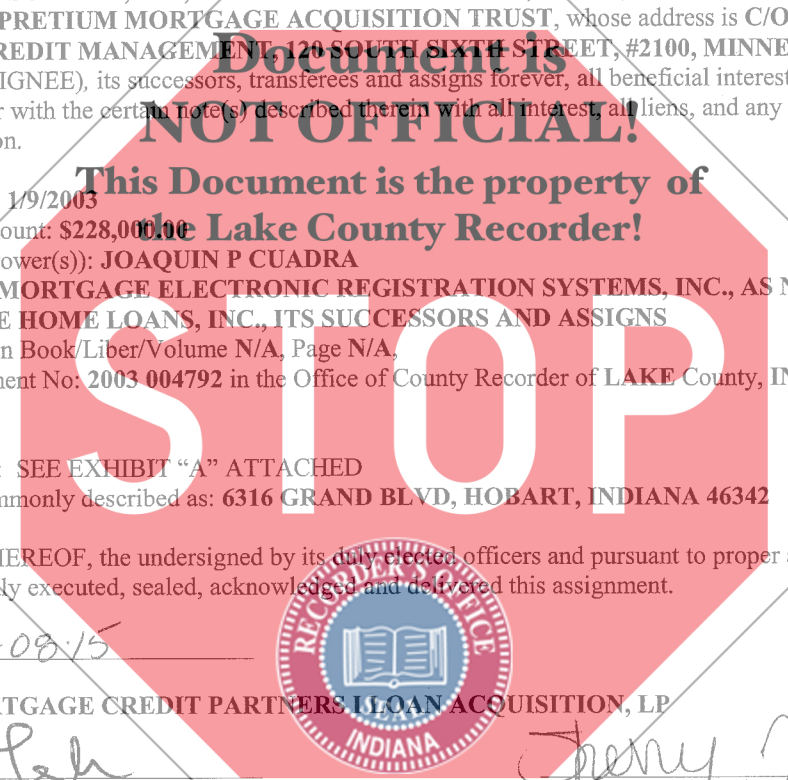 PRETIUM MORTGAGE ACQUISITION TRUST, whose address is C/O
REDIT MANAGEMENT, 120 SOUTH SIXTH STREET, #2100, MINNE
IGNEE), its successors, transferees and assigns forever, all beneficial interest
r with the certain note(s) described therein with all interest, all liens, and any
on.
Document is
NOT OFFICIAL!
This Document is the property of
the Lake County Recorder!
1/9/2003
ount: $228,000.00
ower(s)): JOAQUIN P CUADRA
MORTGAGE ELECTRONIC REGISTRATION SYSTEMS, INC., AS N
E HOME LOANS, INC., ITS SUCCESSORS AND ASSIGNS
n Book/Liber/Volume N/A, Page N/A,
ment No: 2003 004792 in the Office of County Recorder of LAKE County, IN
STOP
: SEE EXHIBIT “A” ATTACHED
mmonly described as: 6316 GRAND BLVD, HOBART, INDIANA 46342
HEREOF, the undersigned by its duly elected officers and pursuant to proper
ly executed, sealed, acknowledged and delivered this assignment.
RECORDER'S OFFICE
SEAL
INDIANA
08.15
RTGAGE CREDIT PARTNERS I LOAN ACQUISITION, LP